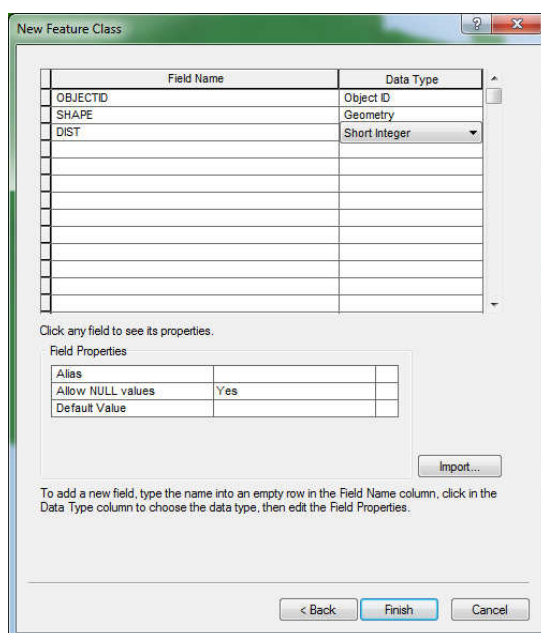 New Feature Class
Field Name Data Type
OBJECTID Object ID
SHAPE Geometry
DIST Short Integer
Click any field to see its properties.
Field Properties
Alias
Allow NULL values Yes
Default Value
Import...
To add a new field, type the name into an empty row in the Field Name column, click in the
Data Type column to choose the data type, then edit the Field Properties.
< Back Finish Cancel